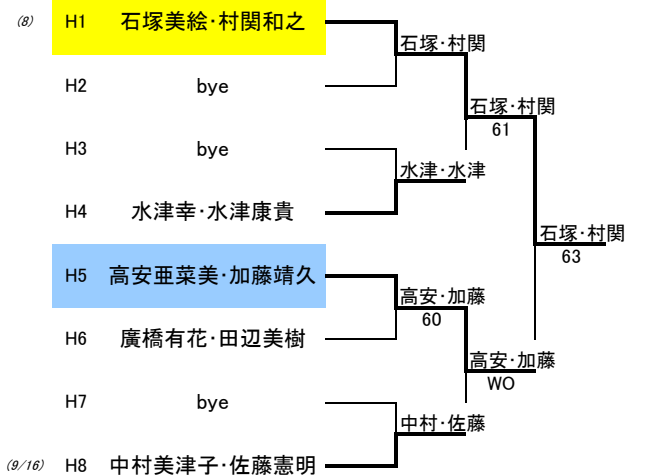 (8) H1 石塚美絵・村関和之
石塚・村関
H2 bye
石塚・村関
61
H3 bye
水津・水津
H4 水津幸・水津康貴
石塚・村関
63
H5 高安亜菜美・加藤靖久
高安・加藤
60
H6 廣橋有花・田辺美樹
高安・加藤
WO
H7 bye
中村・佐藤
(9/16) H8 中村美津子・佐藤憲明